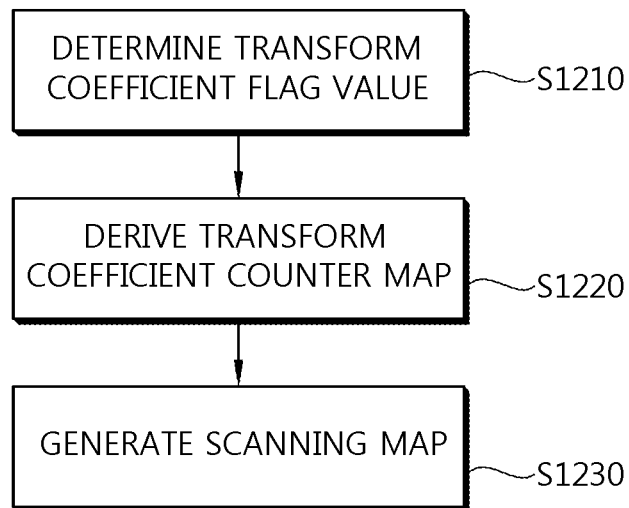 DETERMINE TRANSFORM
COEFFICIENT FLAG VALUE
S1210
DERIVE TRANSFORM
COEFFICIENT COUNTER MAP
S1220
GENERATE SCANNING MAP
S1230